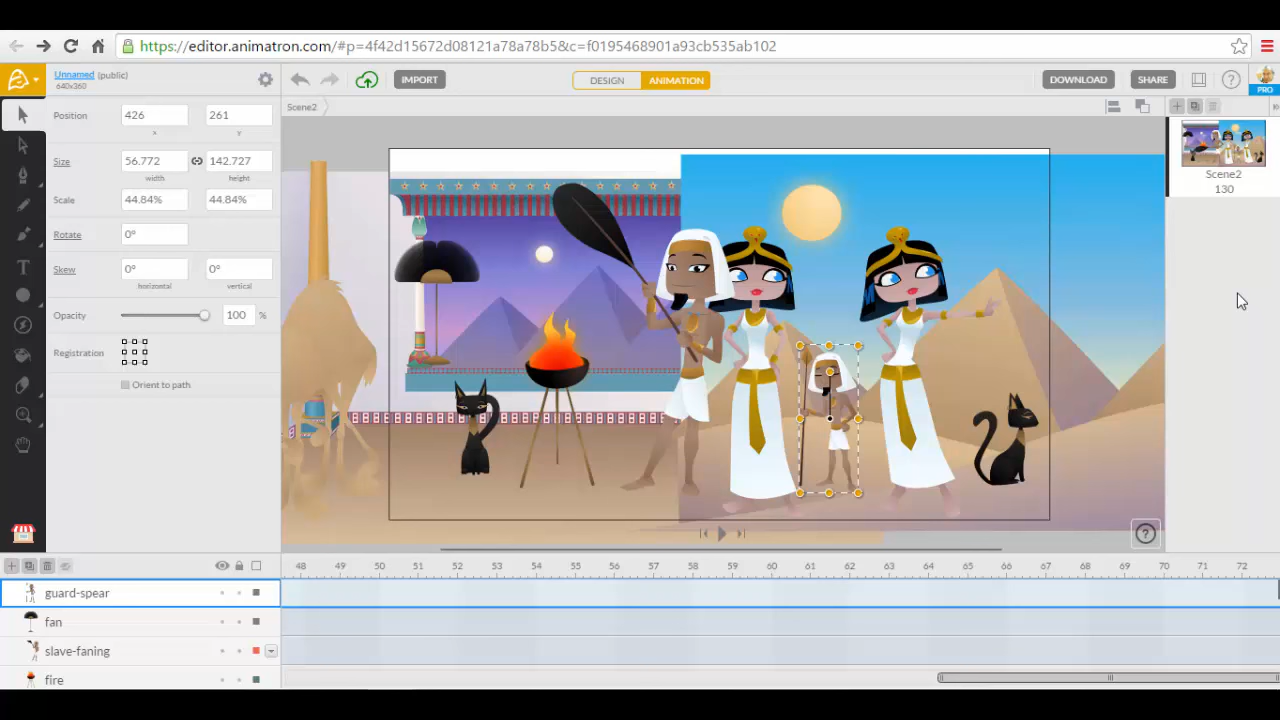 https://editor.animatron.com/#p=4f42d15672d08121a78a78b5&c=f0195468901a93cb535ab102
Unnamed (public)
640x360
IMPORT
DESIGN
ANIMATION
DOWNLOAD
SHARE
PRO
Scene2
Position
426
261
x
y
Size
56.772
142.727
width
height
Scale
44.84%
44.84%
Rotate
0°
Skew
0°
0°
horizontal
vertical
Opacity
100
%
Registration
Orient to path
Scene2
130
48 49 50 51 52 53 54 55 56 57 58 59 60 61 62 63 64 65 66 67 68 69 70 71 72
guard-spear
fan
slave-faning
fire